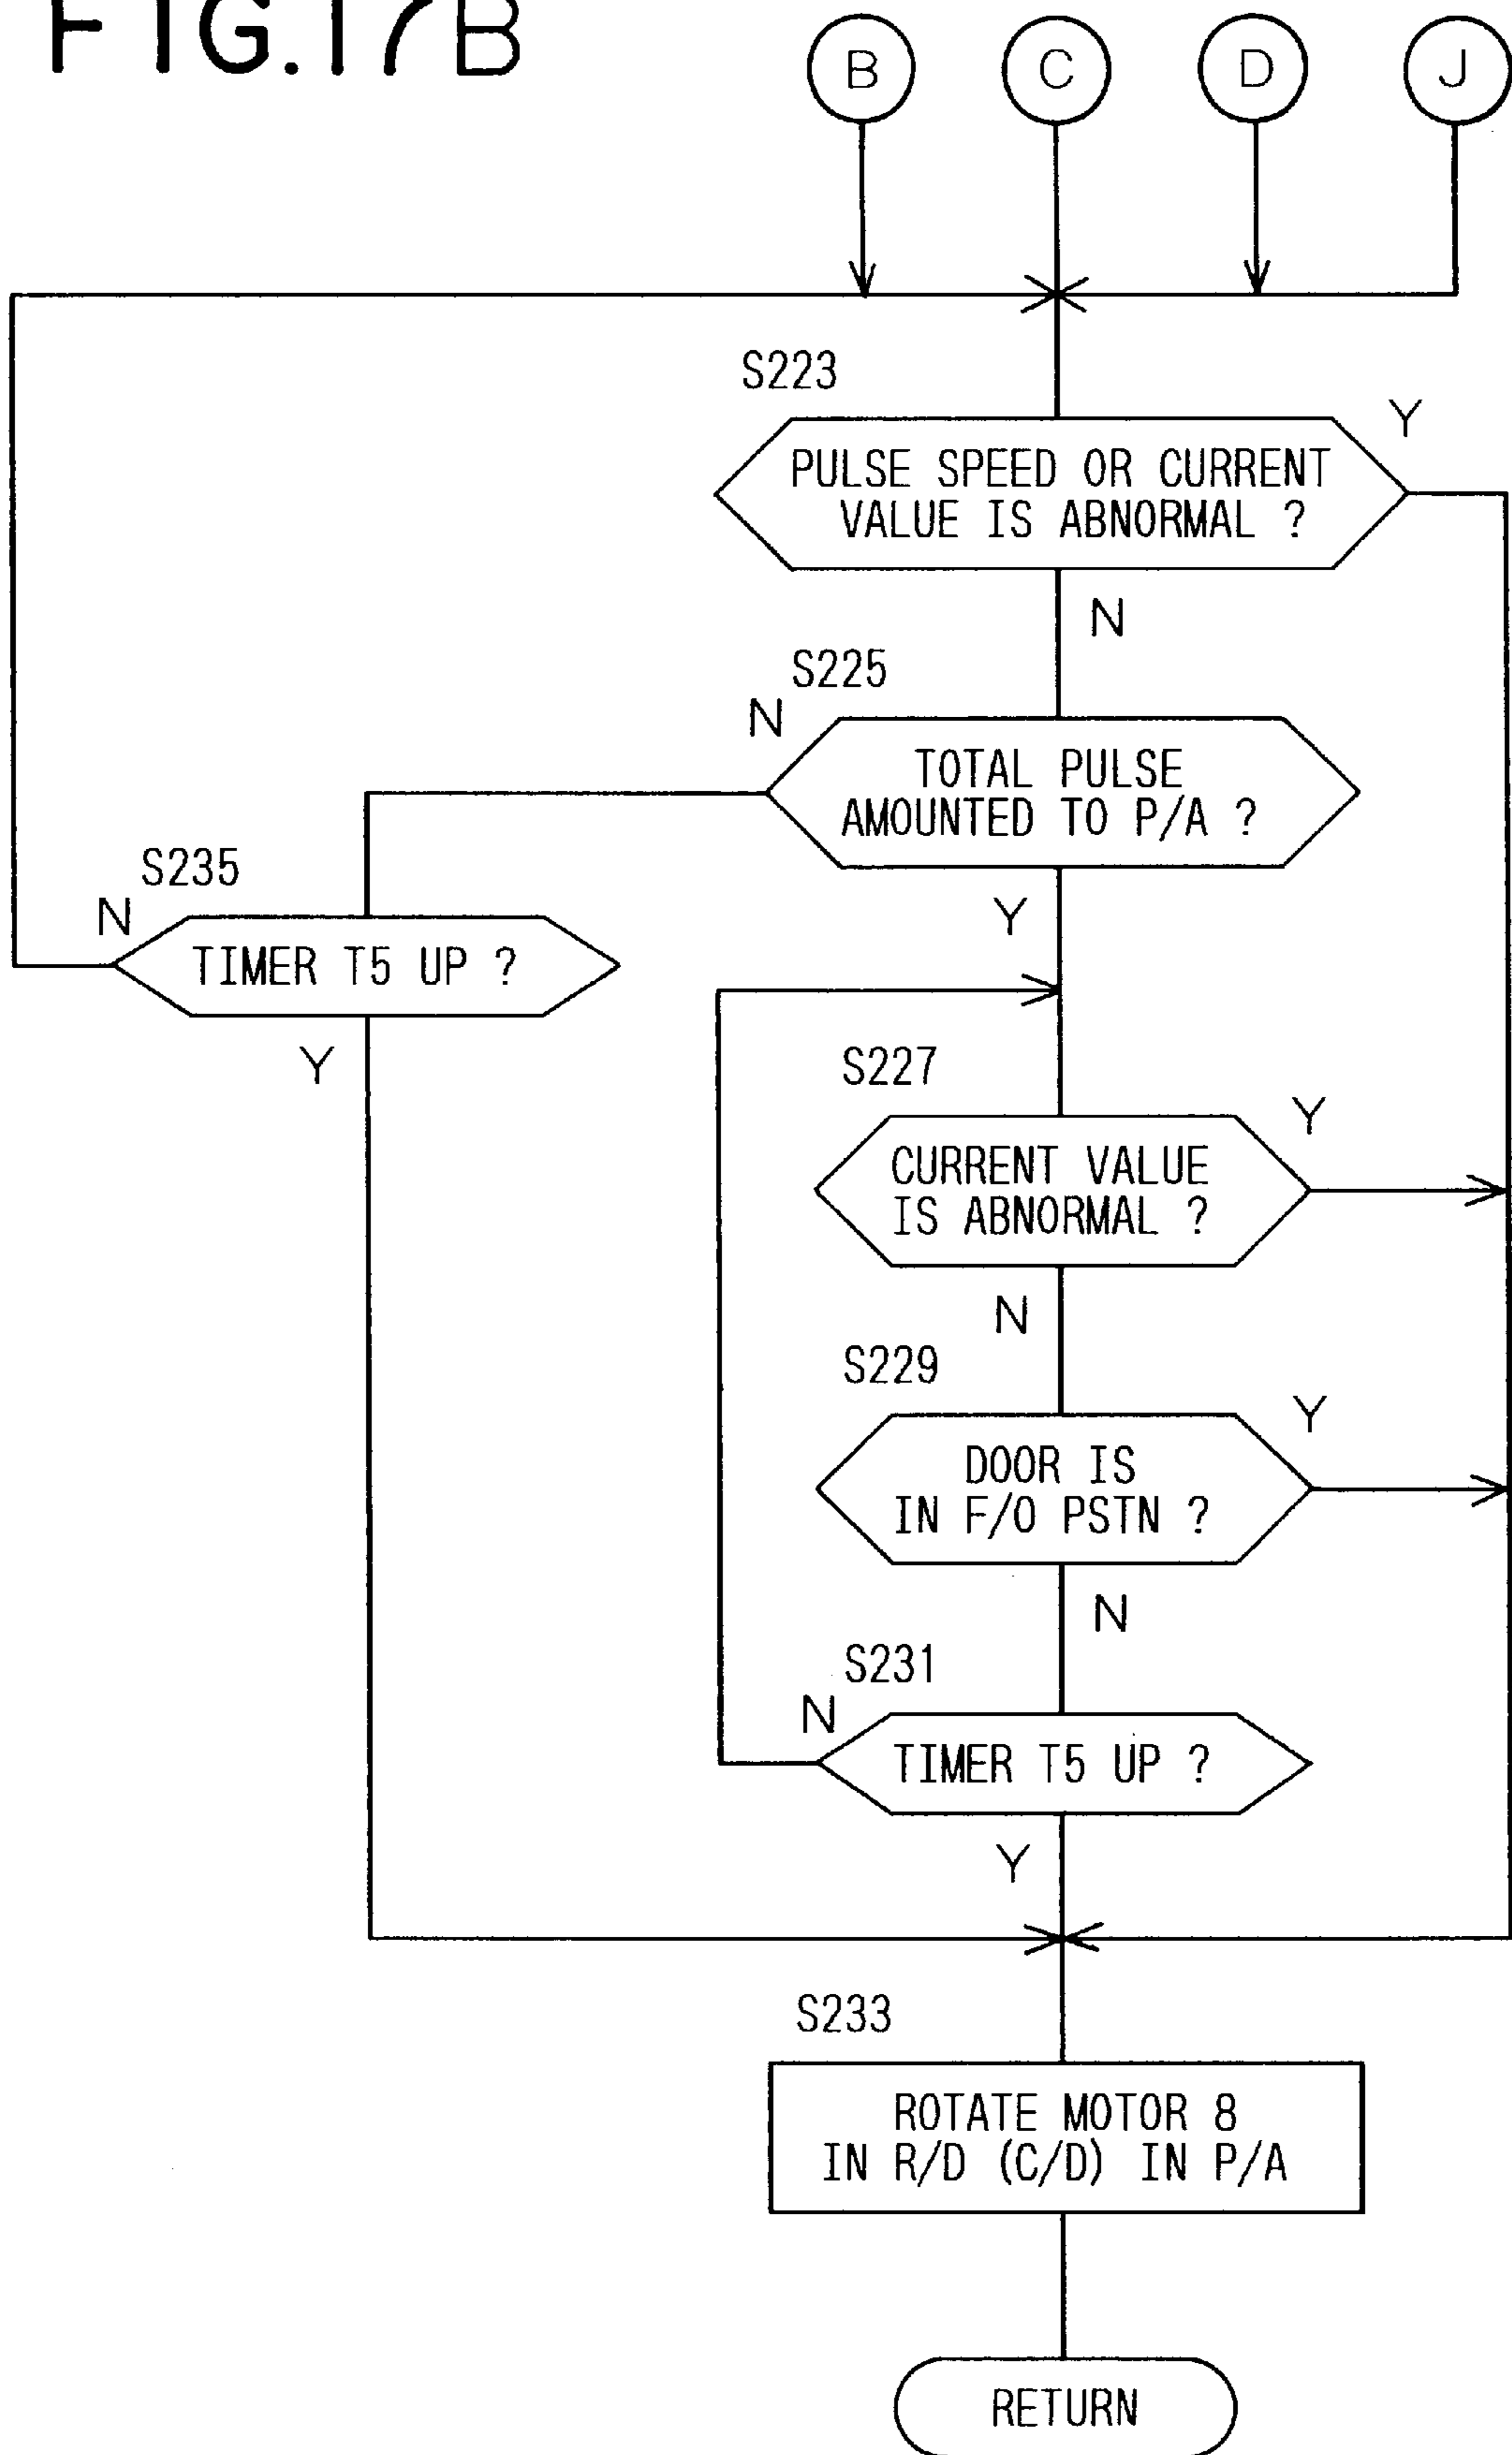 FIG.17B
B
C
D
J
S223
Y
PULSE SPEED OR CURRENT
VALUE IS ABNORMAL ?
N
S225
N
TOTAL PULSE
AMOUNTED TO P/A ?
S235
N
TIMER T5 UP ?
Y
Y
S227
Y
CURRENT VALUE
IS ABNORMAL ?
N
S229
Y
DOOR IS
IN F/O PSTN ?
N
S231
N
TIMER T5 UP ?
Y
S233
ROTATE MOTOR 8
IN R/D (C/D) IN P/A
RETURN